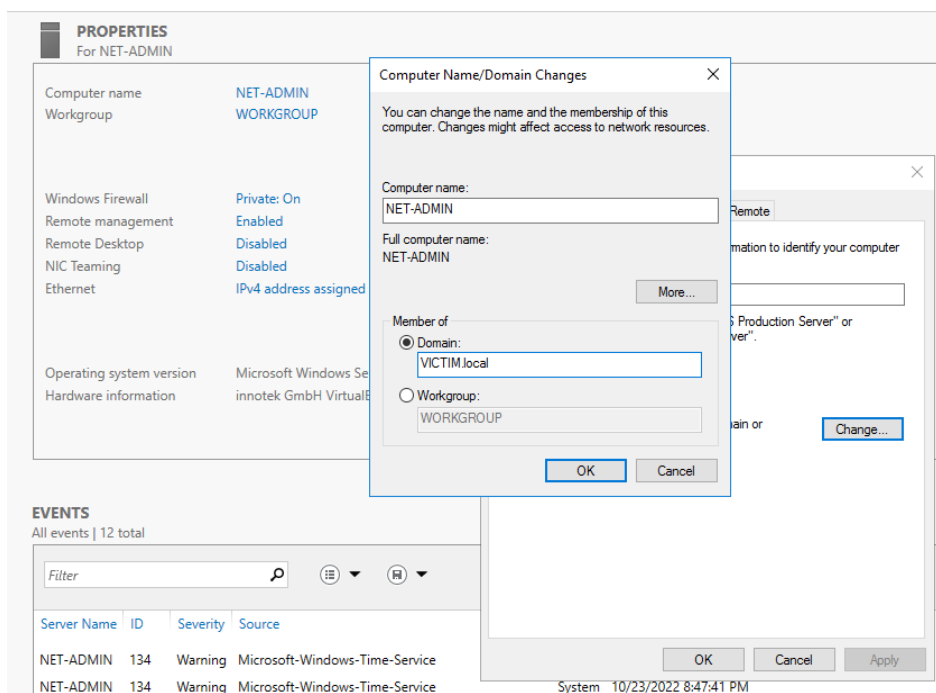 PROPERTIES
For NET-ADMIN
Computer name NET-ADMIN
Workgroup WORKGROUP
Windows Firewall Private: On
Remote management Enabled
Remote Desktop Disabled
NIC Teaming Disabled
Ethernet IPv4 address assigned
Operating system version Microsoft Windows Se
Hardware information innotek GmbH Virtual
Computer Name/Domain Changes
You can change the name and the membership of this
computer. Changes might affect access to network resources.
Computer name:
NET-ADMIN
Full computer name:
NET-ADMIN
More...
Member of
Domain:
VICTIM.local
Workgroup:
WORKGROUP
OK Cancel
Remote
mation to identify your computer
Production Server" or
ver".
ain or
Change...
OK Cancel Apply
EVENTS
All events | 12 total
Filter
Server Name ID Severity Source
NET-ADMIN 134 Warning Microsoft-Windows-Time-Service
NET-ADMIN 134 Warning Microsoft-Windows-Time-Service System 10/23/2022 8:47:41 PM